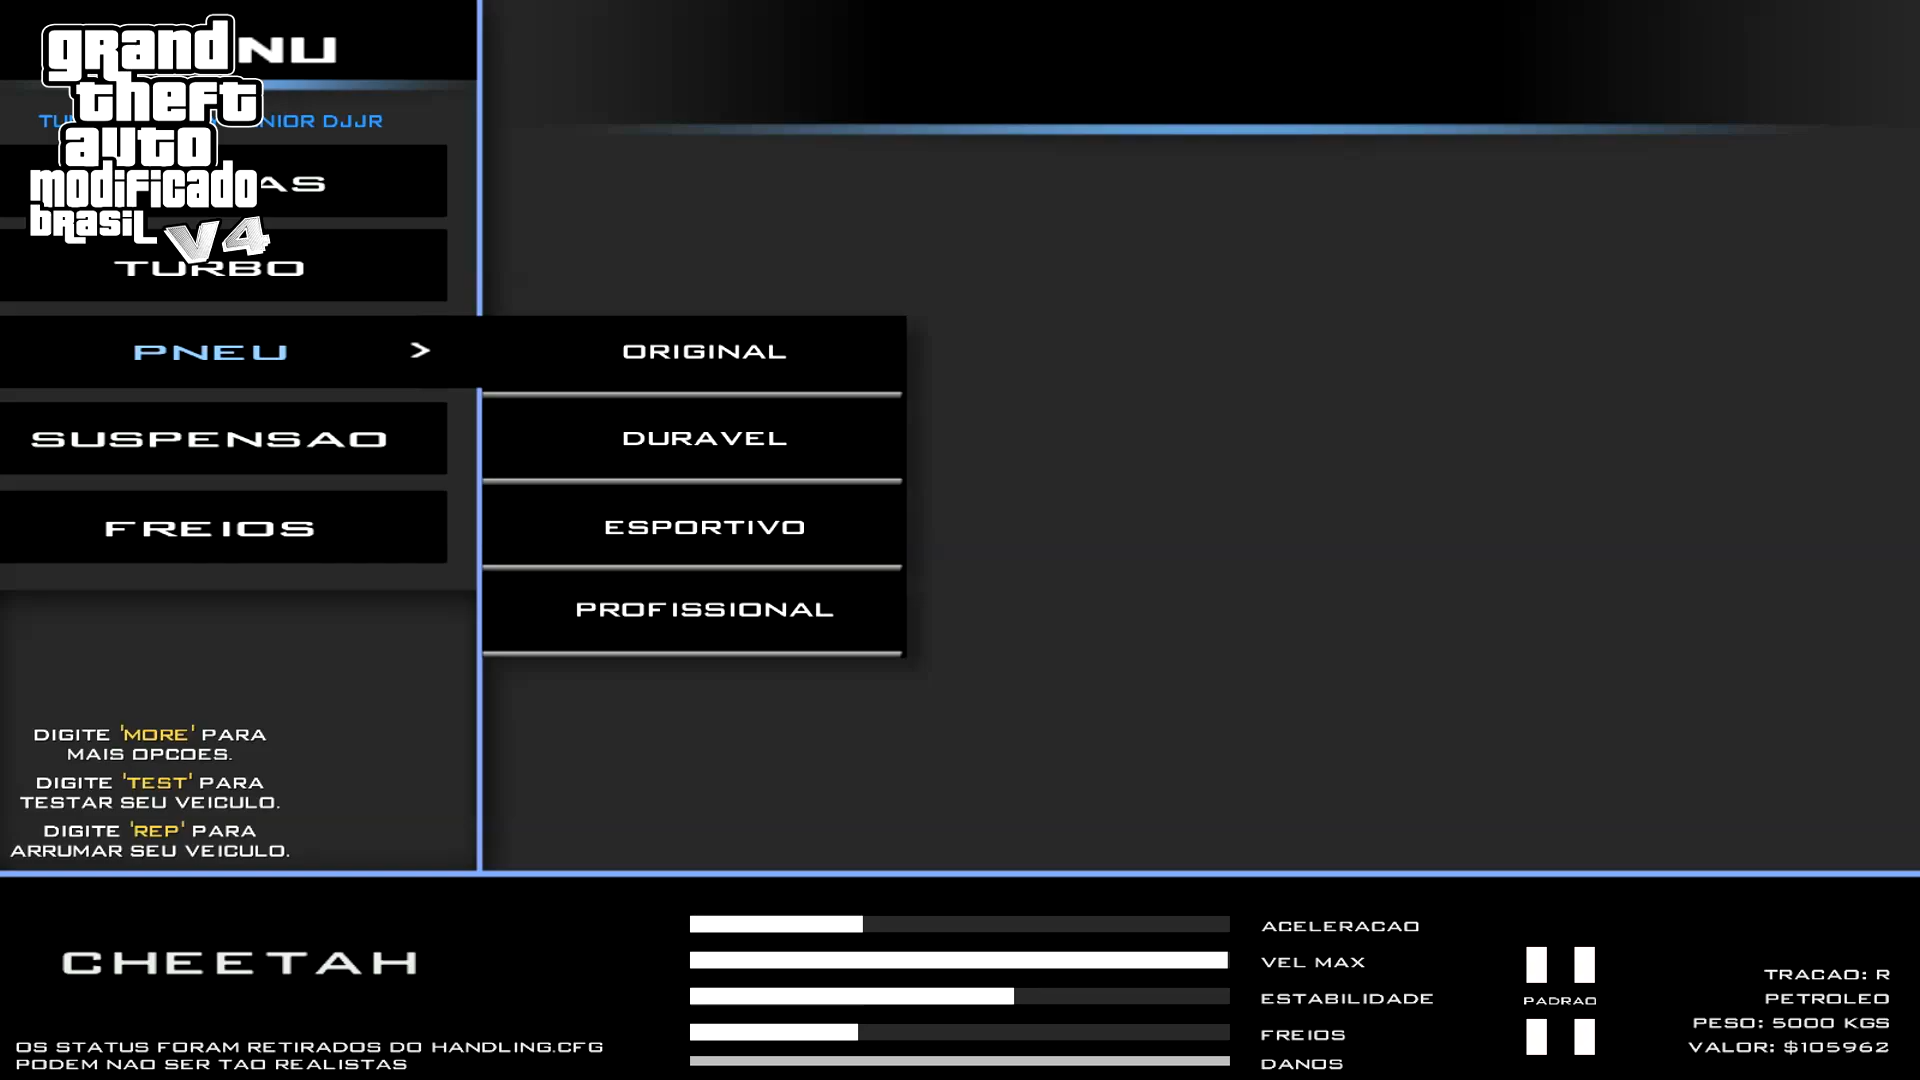 grand
theft
auto
modificado
brasil
V4
NU
NIOR DJJR
AS
TURBO
PNEU >
SUSPENSAO
FREIOS
ORIGINAL
DURAVEL
ESPORTIVO
PROFISSIONAL
DIGITE 'MORE' PARA
MAIS OPCOES.
DIGITE 'TEST' PARA
TESTAR SEU VEICULO.
DIGITE 'REP' PARA
ARRUMAR SEU VEICULO.
CHEETAH
OS STATUS FORAM RETIRADOS DO HANDLING.CFG
PODEM NAO SER TAO REALISTAS
ACELERACAO
VEL MAX
ESTABILIDADE
FREIOS
DANOS
PADRAO
TRACAO: R
PETROLEO
PESO: 5000 KGS
VALOR: $105962